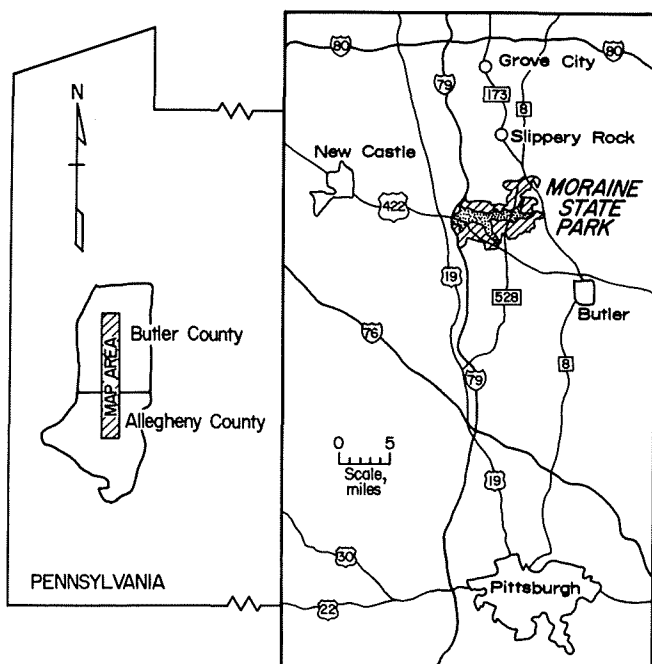 N
Butler County
MAP AREA
Allegheny County
PENNSYLVANIA
80
79
80
Grove City
173
8
Slippery Rock
New Castle
MORAINE
STATE
PARK
422
19
528
Butler
76
79
8
0 5
Scale,
miles
19
30
Pittsburgh
22